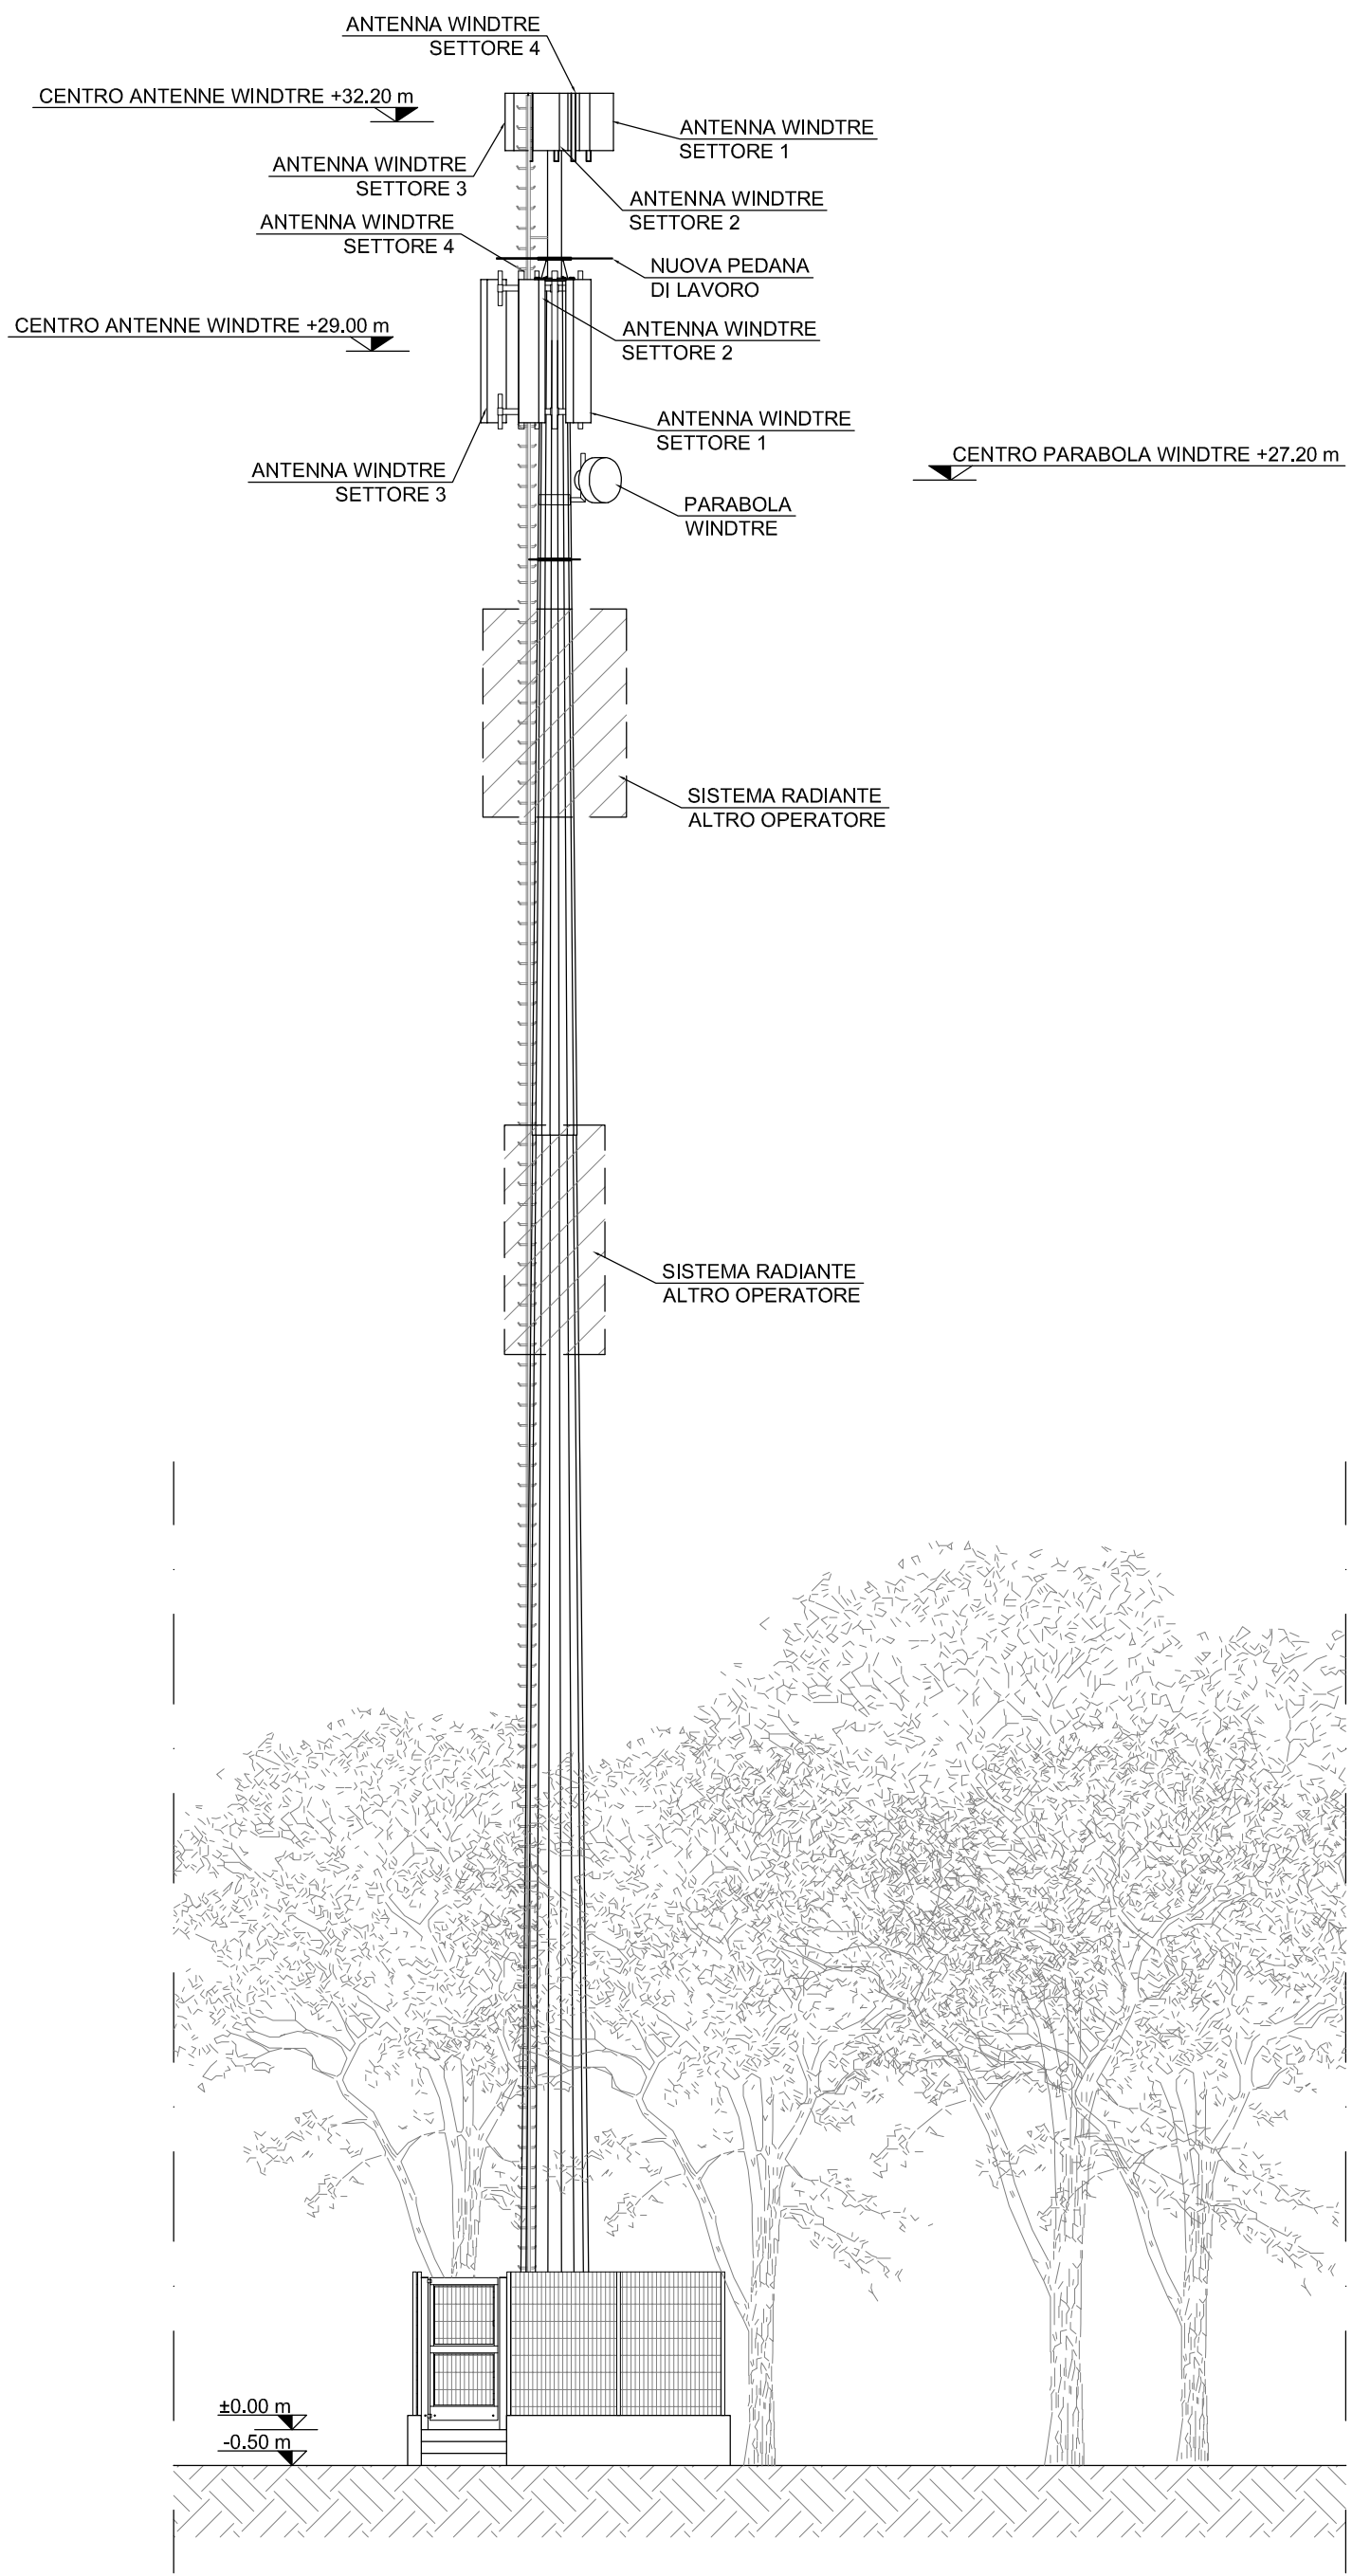 ANTENNA WINDTRE
SETTORE 4
CENTRO ANTENNE WINDTRE +32.20 m
ANTENNA WINDTRE
SETTORE 1
ANTENNA WINDTRE
SETTORE 3
ANTENNA WINDTRE
SETTORE 2
ANTENNA WINDTRE
SETTORE 4
NUOVA PEDANA
DI LAVORO
CENTRO ANTENNE WINDTRE +29.00 m
ANTENNA WINDTRE
SETTORE 2
ANTENNA WINDTRE
SETTORE 1
CENTRO PARABOLA WINDTRE +27.20 m
ANTENNA WINDTRE
SETTORE 3
PARABOLA
WINDTRE
SISTEMA RADIANTE
ALTRO OPERATORE
SISTEMA RADIANTE
ALTRO OPERATORE
±0.00 m
-0.50 m